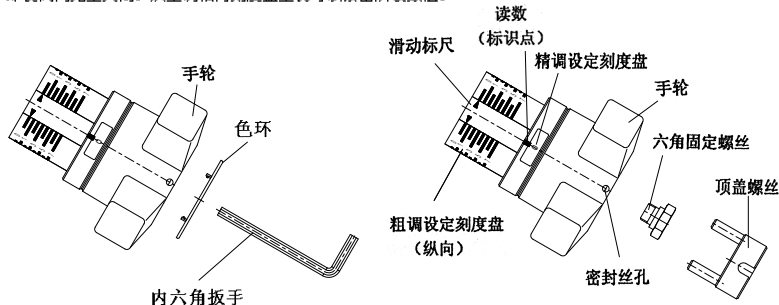 手轮
色环
内六角扳手
读数
(标识点)
滑动标尺
精调设定刻度盘
手轮
六角固定螺丝
顶盖螺丝
粗调设定刻度盘
(纵向)
密封丝孔